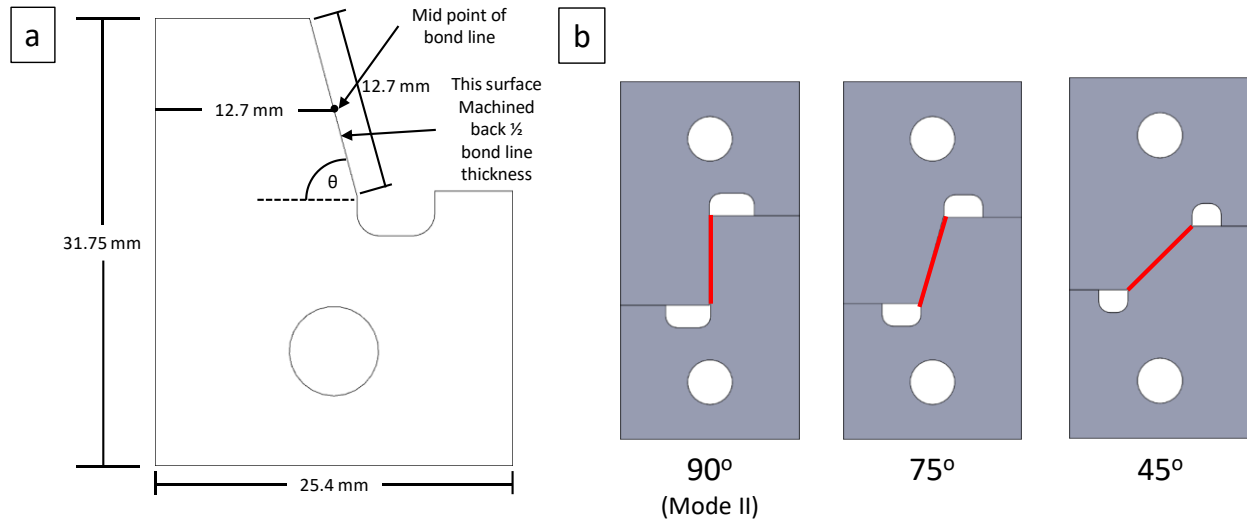 a
Mid point of
bond line
12.7 mm
This surface
Machined
back ½
bond line
thickness
12.7 mm
θ
31.75 mm
25.4 mm
b
90º
(Mode II)
75º
45º